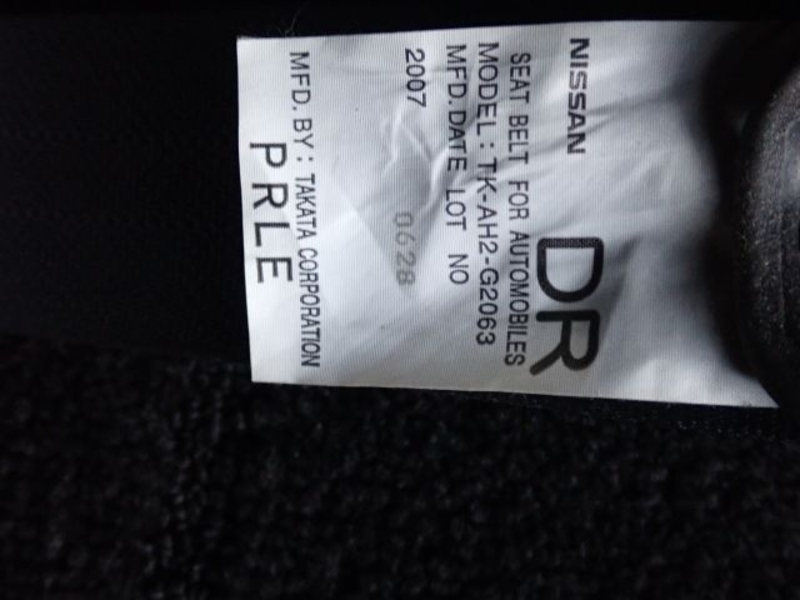 NISSAN DR
SEAT BELT FOR AUTOMOBILES
MODEL : TK-AH2-G2063
MFD. DATE LOT NO
2007 0628
MFD. BY : TAKATA CORPORATION
PRLE